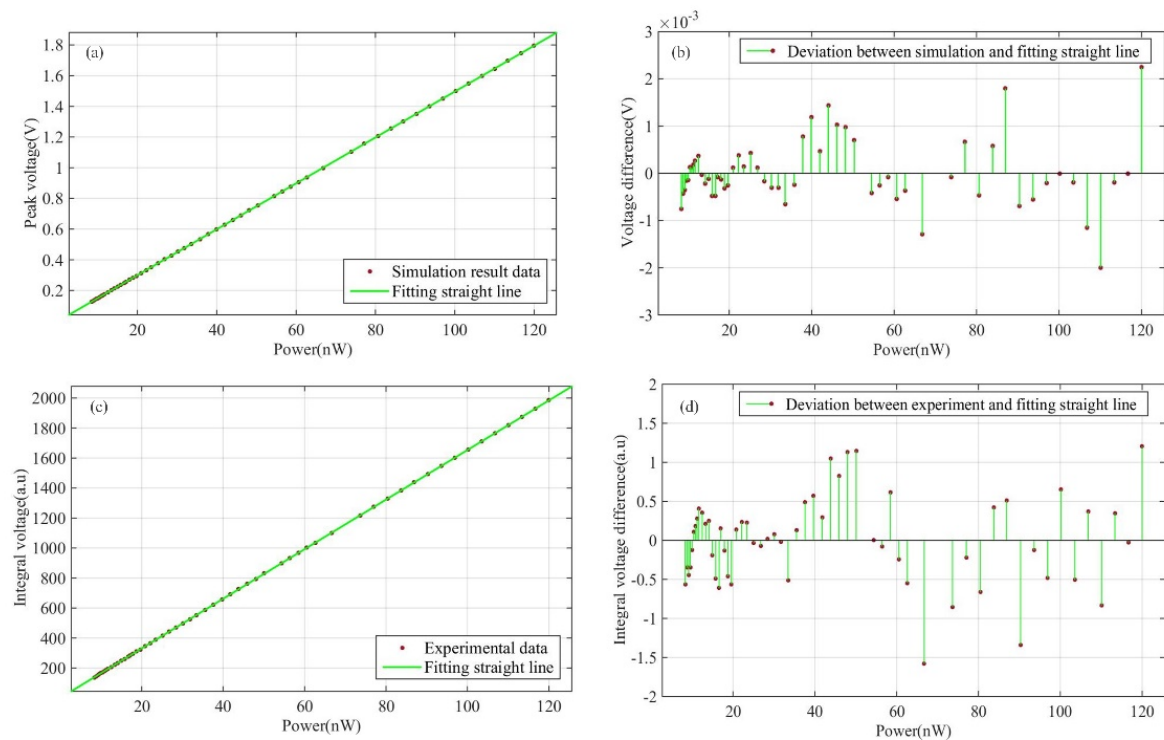 (a)
1.8
1.6
1.4
1.2
1
0.8
0.6
0.4
0.2
Peak voltage(V)
Simulation result data
Fitting straight line
20 40 60 80 100 120
Power(nW)
×10⁻³
(b)
Deviation between simulation and fitting straight line
3
2
1
0
-1
-2
-3
Voltage difference(V)
0 20 40 60 80 100 120
Power(nW)
(c)
2000
1800
1600
1400
1200
1000
800
600
400
200
Integral voltage(a.u)
Experimental data
Fitting straight line
20 40 60 80 100 120
Power(nW)
(d)
Deviation between experiment and fitting straight line
2
1.5
1
0.5
0
-0.5
-1
-1.5
-2
Integral voltage difference(a.u)
0 20 40 60 80 100 120
Power(nW)